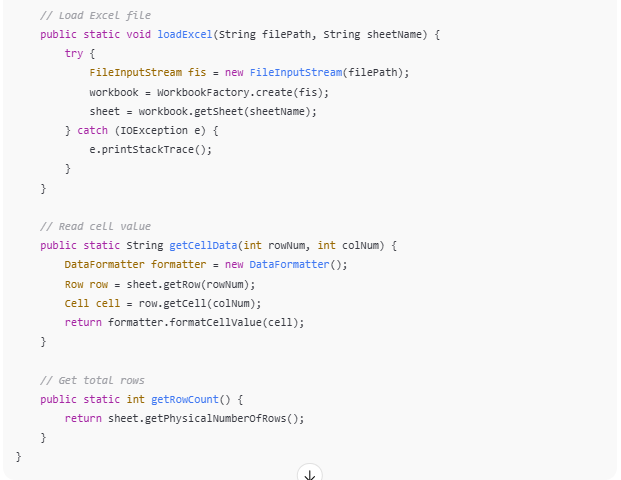 // Load Excel file
public static void loadExcel(String filePath, String sheetName) {
try {
FileInputStream fis = new FileInputStream(filePath);
workbook = WorkbookFactory.create(fis);
sheet = workbook.getSheet(sheetName);
} catch (IOException e) {
e.printStackTrace();
}
}
// Read cell value
public static String getCellData(int rowNum, int colNum) {
DataFormatter formatter = new DataFormatter();
Row row = sheet.getRow(rowNum);
Cell cell = row.getCell(colNum);
return formatter.formatCellValue(cell);
}
// Get total rows
public static int getRowCount() {
return sheet.getPhysicalNumberOfRows();
}
}